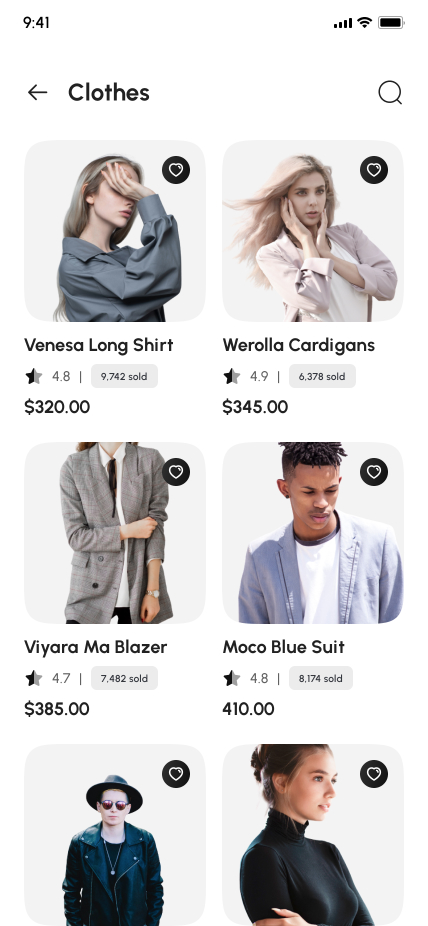 9:41
Clothes
Venesa Long Shirt
4.8 | 9,742 sold
$320.00
Werolla Cardigans
4.9 | 6,378 sold
$345.00
Viyara Ma Blazer
4.7 | 7,482 sold
$385.00
Moco Blue Suit
4.8 | 8,174 sold
410.00